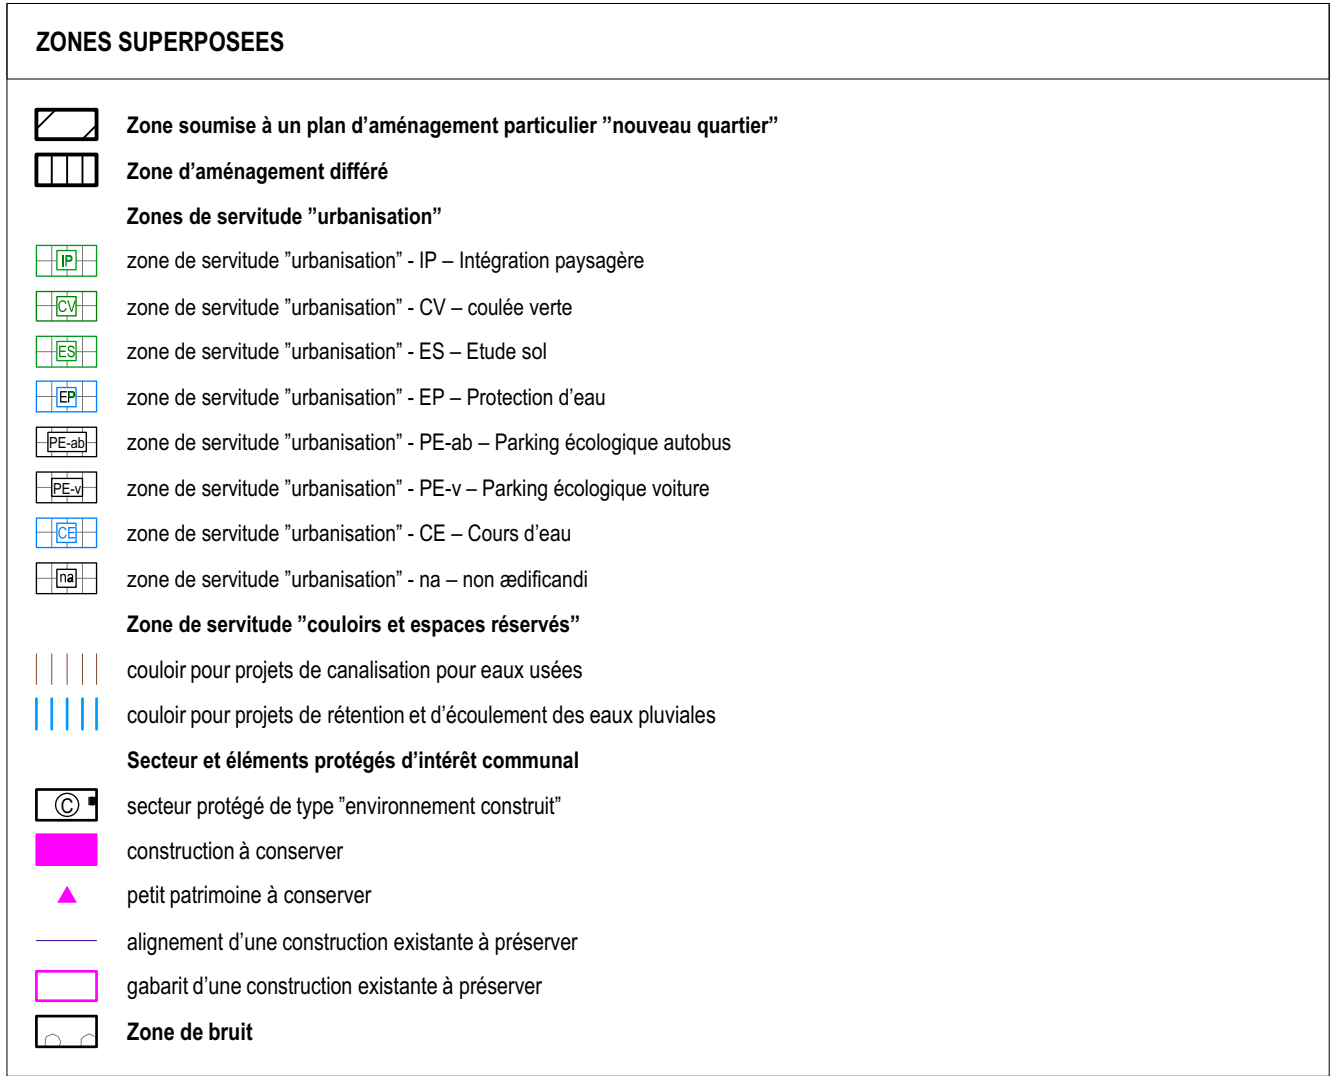 ZONES SUPERPOSEES
Zone soumise à un plan d’aménagement particulier ”nouveau quartier”
Zone d’aménagement différé
Zones de servitude ”urbanisation”
IP zone de servitude ”urbanisation” - IP – Intégration paysagère
CV zone de servitude ”urbanisation” - CV – coulée verte
ES zone de servitude ”urbanisation” - ES – Etude sol
EP zone de servitude ”urbanisation” - EP – Protection d’eau
PE-ab zone de servitude ”urbanisation” - PE-ab – Parking écologique autobus
PE-v zone de servitude ”urbanisation” - PE-v – Parking écologique voiture
CE zone de servitude ”urbanisation” - CE – Cours d’eau
na zone de servitude ”urbanisation” - na – non ædificandi
Zone de servitude ”couloirs et espaces réservés”
couloir pour projets de canalisation pour eaux usées
couloir pour projets de rétention et d’écoulement des eaux pluviales
Secteur et éléments protégés d’intérêt communal
C secteur protégé de type ”environnement construit”
construction à conserver
petit patrimoine à conserver
alignement d’une construction existante à préserver
gabarit d’une construction existante à préserver
Zone de bruit